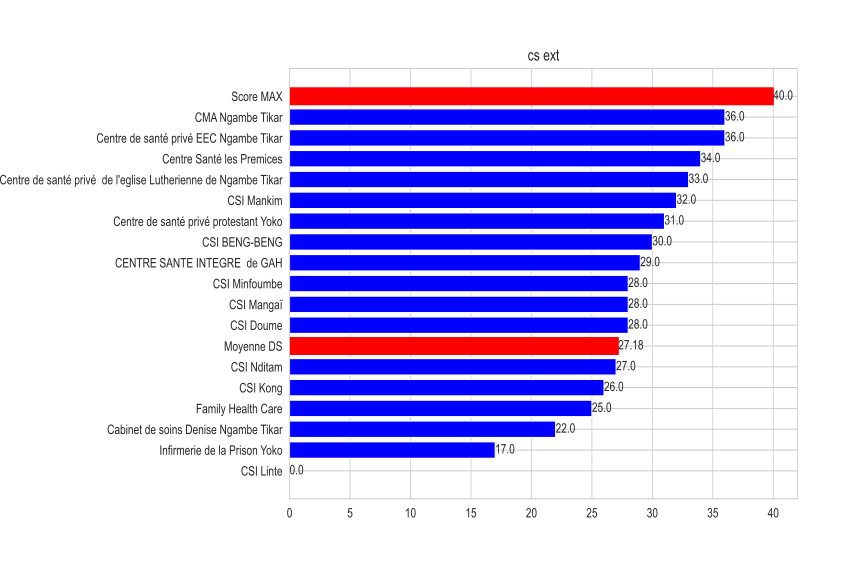 cs ext
Score MAX 40.0
CMA Ngambe Tikar 36.0
Centre de santé privé EEC Ngambe Tikar 36.0
Centre Santé les Premices 34.0
Centre de santé privé  de l'eglise Lutherienne de Ngambe Tikar 33.0
CSI Mankim 32.0
Centre de santé privé protestant Yoko 31.0
CSI BENG-BENG 30.0
CENTRE SANTE INTEGRE  de GAH 29.0
CSI Minfoumbe 28.0
CSI Mangaï 28.0
CSI Doume 28.0
Moyenne DS 27.18
CSI Nditam 27.0
CSI Kong 26.0
Family Health Care 25.0
Cabinet de soins Denise Ngambe Tikar 22.0
Infirmerie de la Prison Yoko 17.0
CSI Linte 0.0
0 5 10 15 20 25 30 35 40